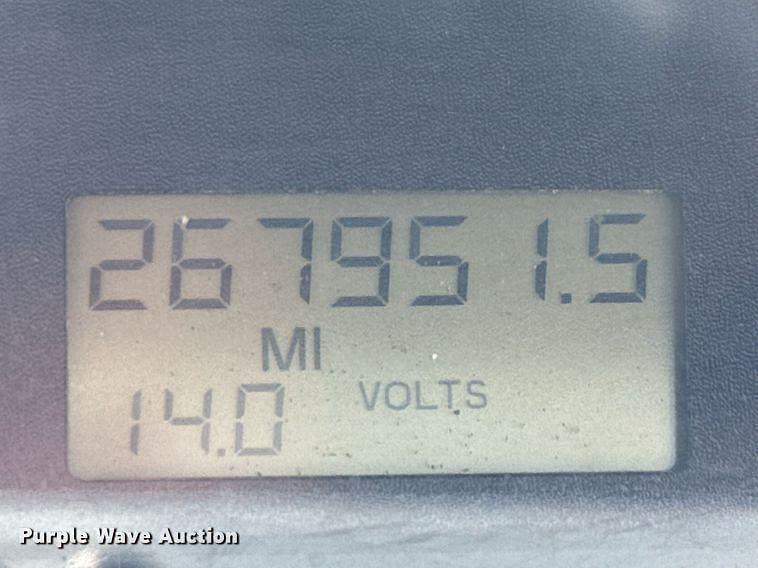 267951.5
MI
14.0 VOLTS
Purple Wave Auction